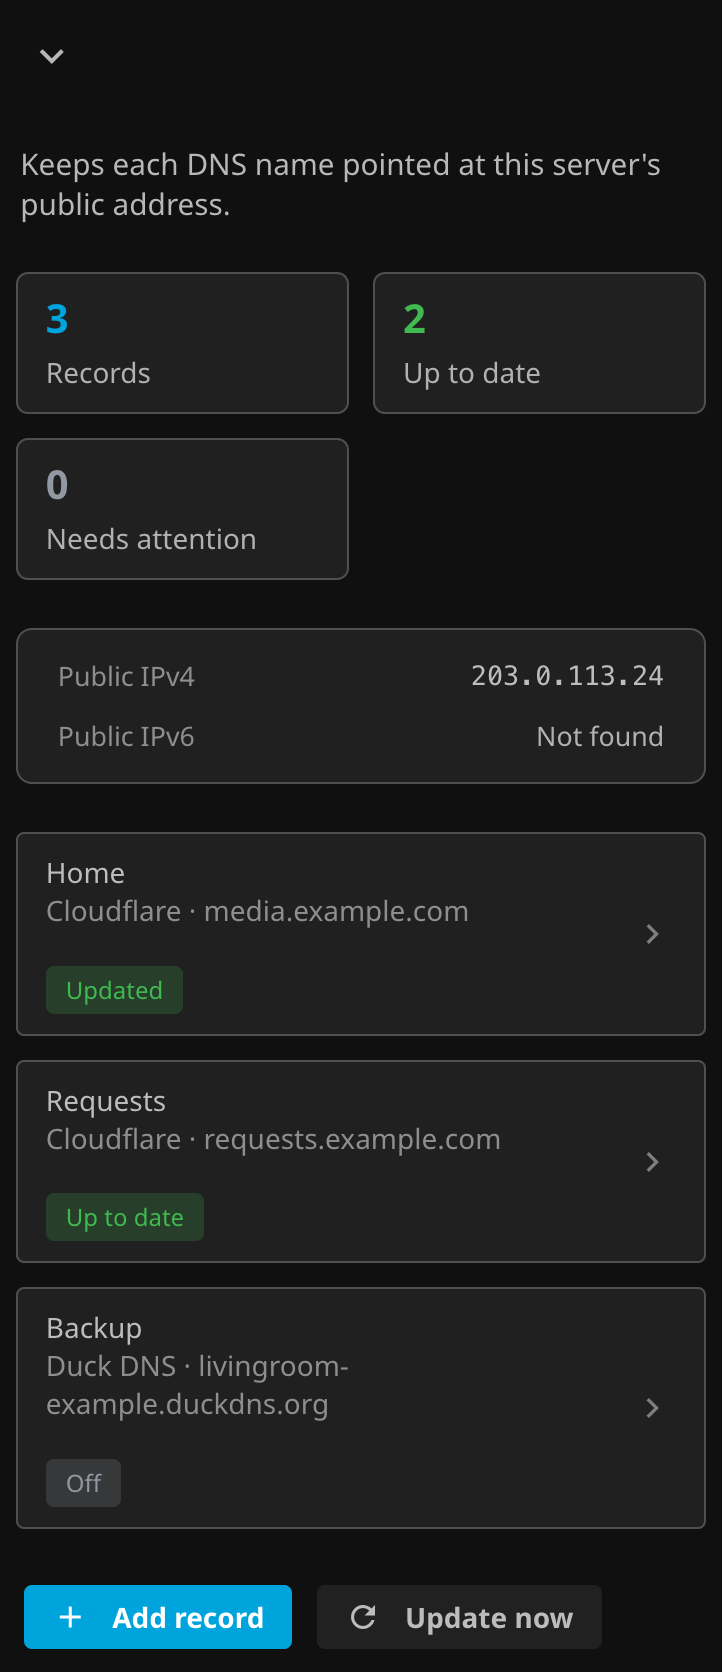 Keeps each DNS name pointed at this server's
public address.
3
Records
2
Up to date
0
Needs attention
Public IPv4 203.0.113.24
Public IPv6 Not found
Home
Cloudflare · media.example.com
Updated
Requests
Cloudflare · requests.example.com
Up to date
Backup
Duck DNS · livingroom-
example.duckdns.org
Off
Add record
Update now